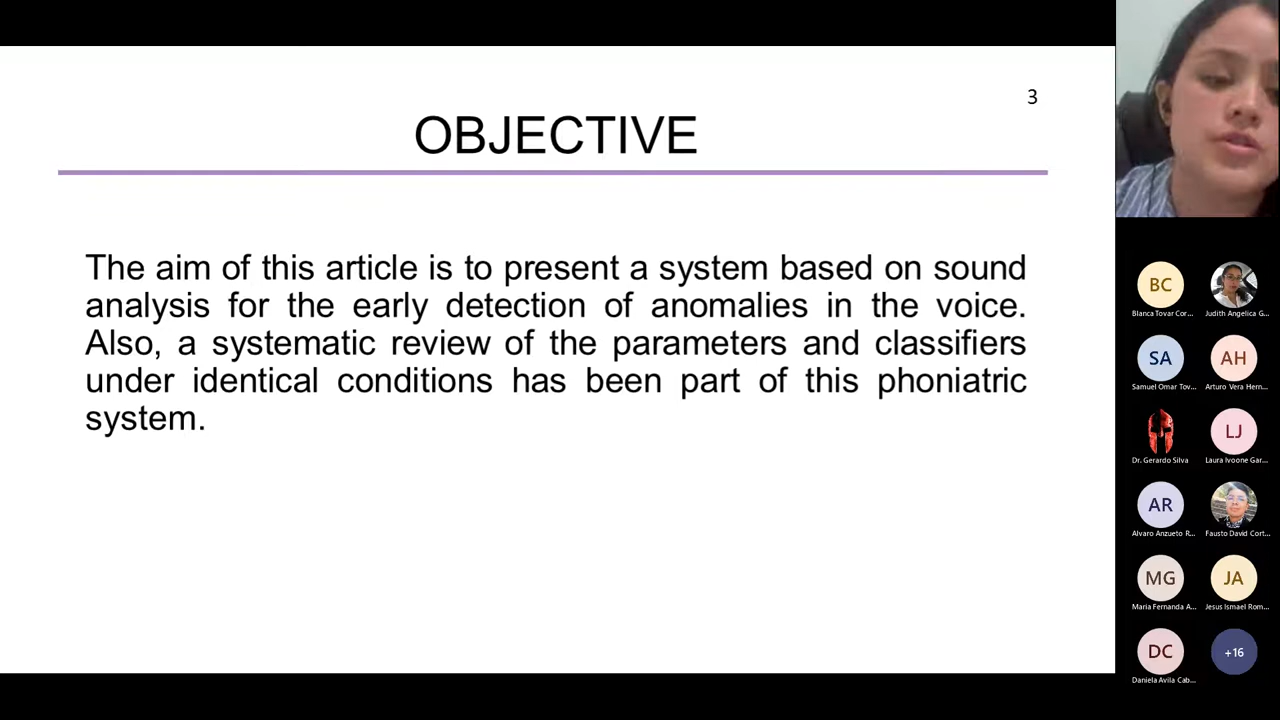 3
OBJECTIVE
The aim of this article is to present a system based on sound
analysis for the early detection of anomalies in the voice.
Also, a systematic review of the parameters and classifiers
under identical conditions has been part of this phoniatric
system.
BC
Blanca Tovar Cor...
Judith Angelica G...
SA
Samuel Omar Tov...
AH
Arturo Vera Hern...
Dr. Gerardo Silva
LJ
Laura Ivoone Gar...
AR
Alvaro Anzueto R...
Fausto David Cort...
MG
Maria Fernanda A...
JA
Jesus Ismael Rom...
DC
Daniela Avila Cab...
+16